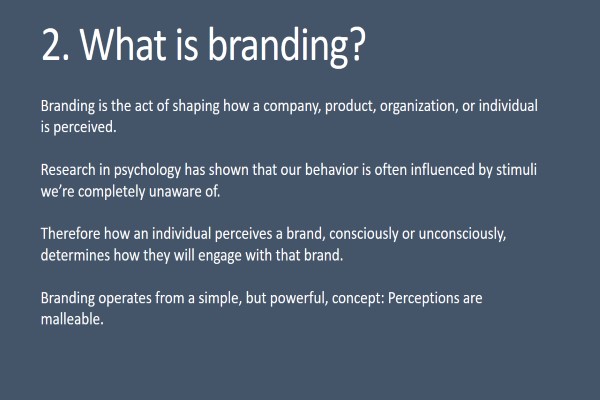 2. What is branding?
Branding is the act of shaping how a company, product, organization, or individual
is perceived.
Research in psychology has shown that our behavior is often influenced by stimuli
we’re completely unaware of.
Therefore how an individual perceives a brand, consciously or unconsciously,
determines how they will engage with that brand.
Branding operates from a simple, but powerful, concept: Perceptions are
malleable.